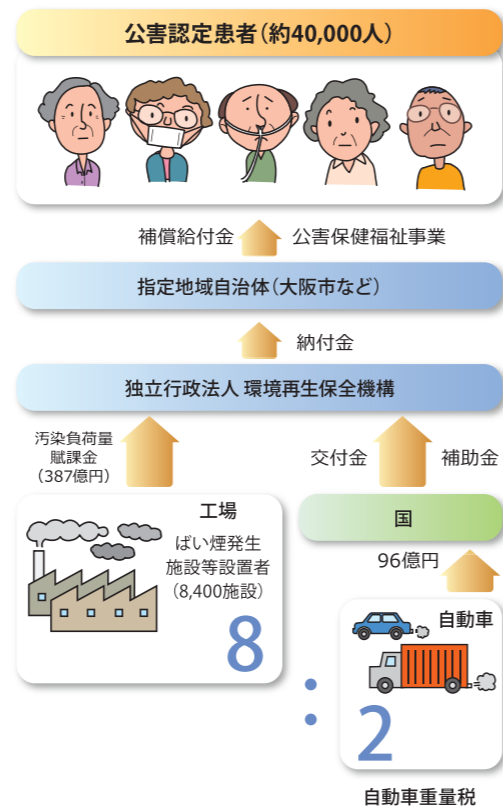 公害認定患者(約40,000人)
補償給付金
公害保健福祉事業
指定地域自治体(大阪市など)
納付金
独立行政法人 環境再生保全機構
汚染負荷量
賦課金
(387億円)
交付金
補助金
工場
ばい煙発生
施設等設置者
(8,400施設)
8
:
国
96億円
自動車
2
自動車重量税